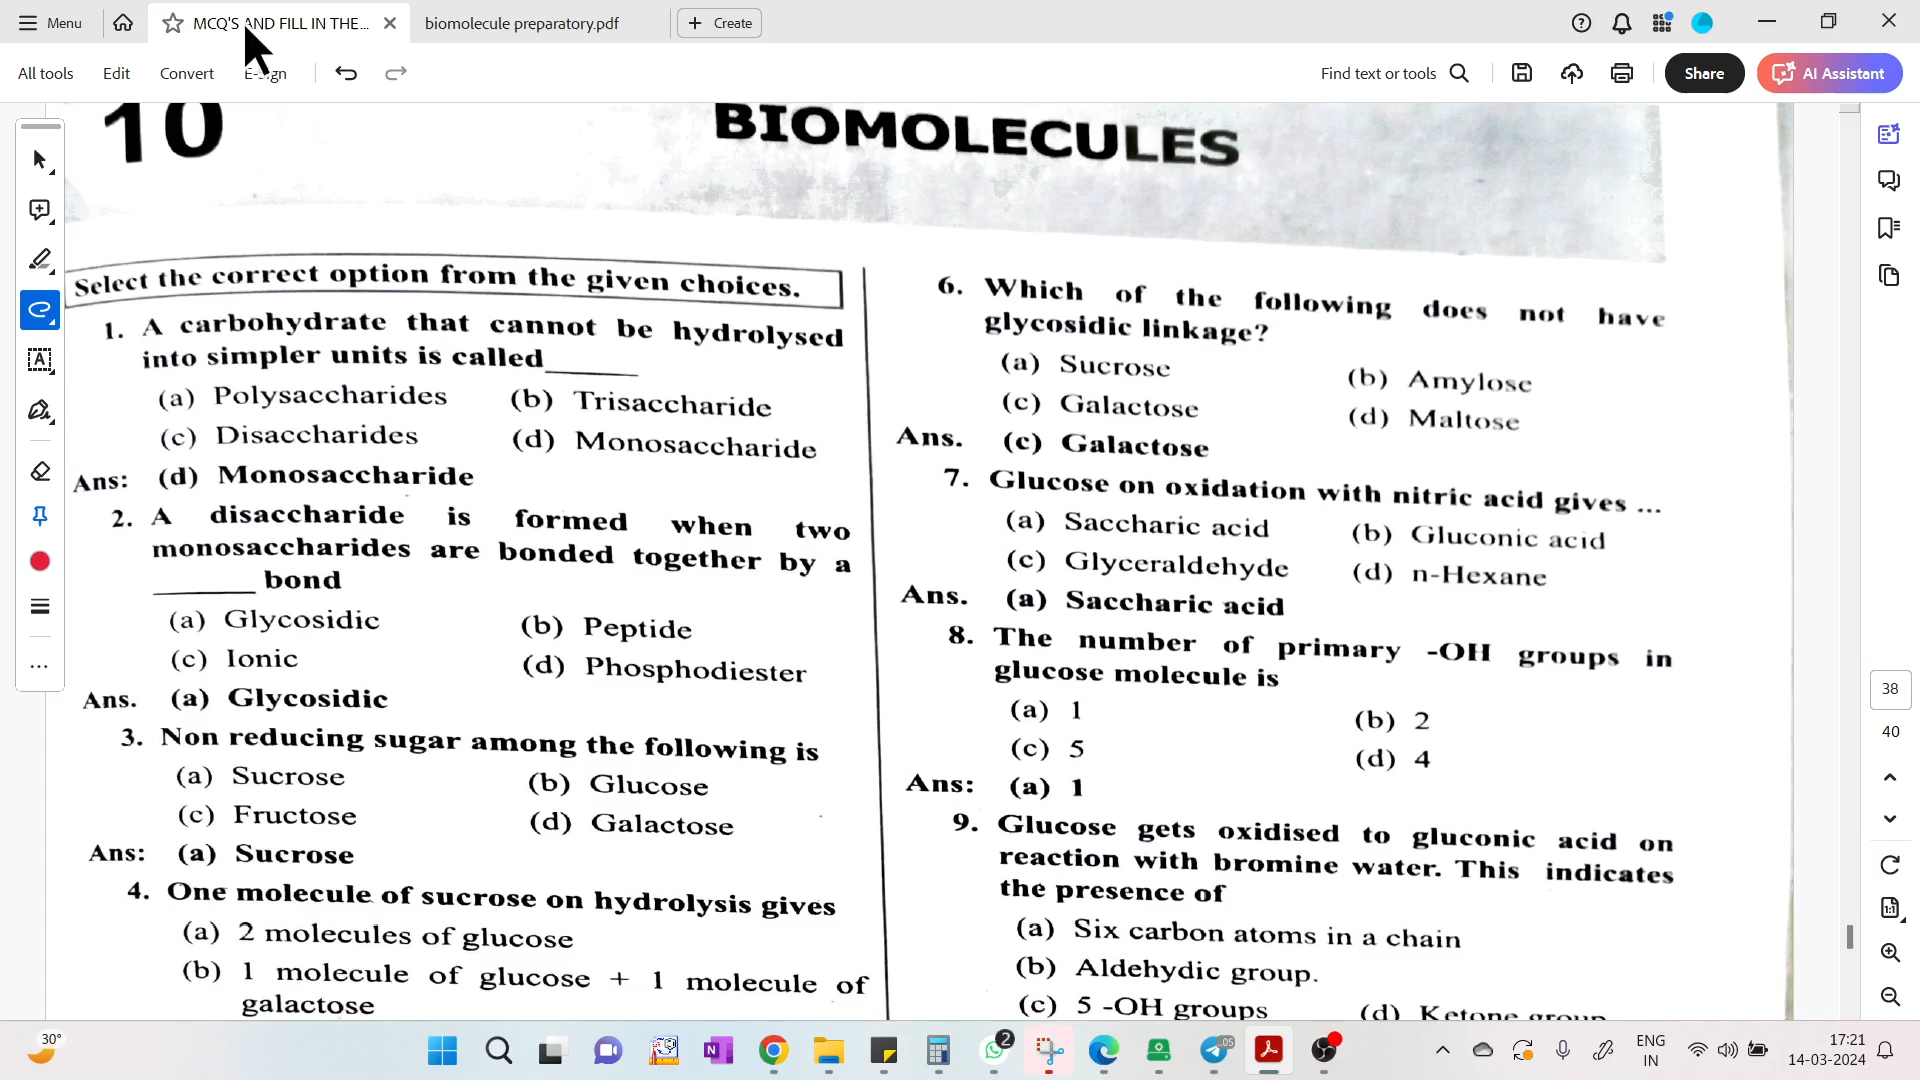 Menu
MCQ'S AND FILL IN THE...
biomolecule preparatory.pdf
Create
All tools
Edit
Convert
Find text or tools
Share
AI Assistant
10
BIOMOLECULES
Select the correct option from the given choices.
1. A carbohydrate that cannot be hydrolysed
into simpler units is called______
(a) Polysaccharides (b) Trisaccharide
(c) Disaccharides (d) Monosaccharide
Ans: (d) Monosaccharide
2. A disaccharide is formed when two
monosaccharides are bonded together by a
_______ bond
(a) Glycosidic (b) Peptide
(c) Ionic (d) Phosphodiester
Ans. (a) Glycosidic
3. Non reducing sugar among the following is
(a) Sucrose (b) Glucose
(c) Fructose (d) Galactose
Ans: (a) Sucrose
4. One molecule of sucrose on hydrolysis gives
(a) 2 molecules of glucose
(b) 1 molecule of glucose + 1 molecule of
galactose
6. Which of the following does not have
glycosidic linkage?
(a) Sucrose (b) Amylose
(c) Galactose (d) Maltose
Ans. (c) Galactose
7. Glucose on oxidation with nitric acid gives ...
(a) Saccharic acid (b) Gluconic acid
(c) Glyceraldehyde (d) n-Hexane
Ans. (a) Saccharic acid
8. The number of primary -OH groups in
glucose molecule is
(a) 1 (b) 2
(c) 5 (d) 4
Ans: (a) 1
9. Glucose gets oxidised to gluconic acid on
reaction with bromine water. This indicates
the presence of
(a) Six carbon atoms in a chain
(b) Aldehydic group.
(c) 5 -OH groups (d) Ketone group
38
40
30°
2
.05
ENG
IN
17:21
14-03-2024